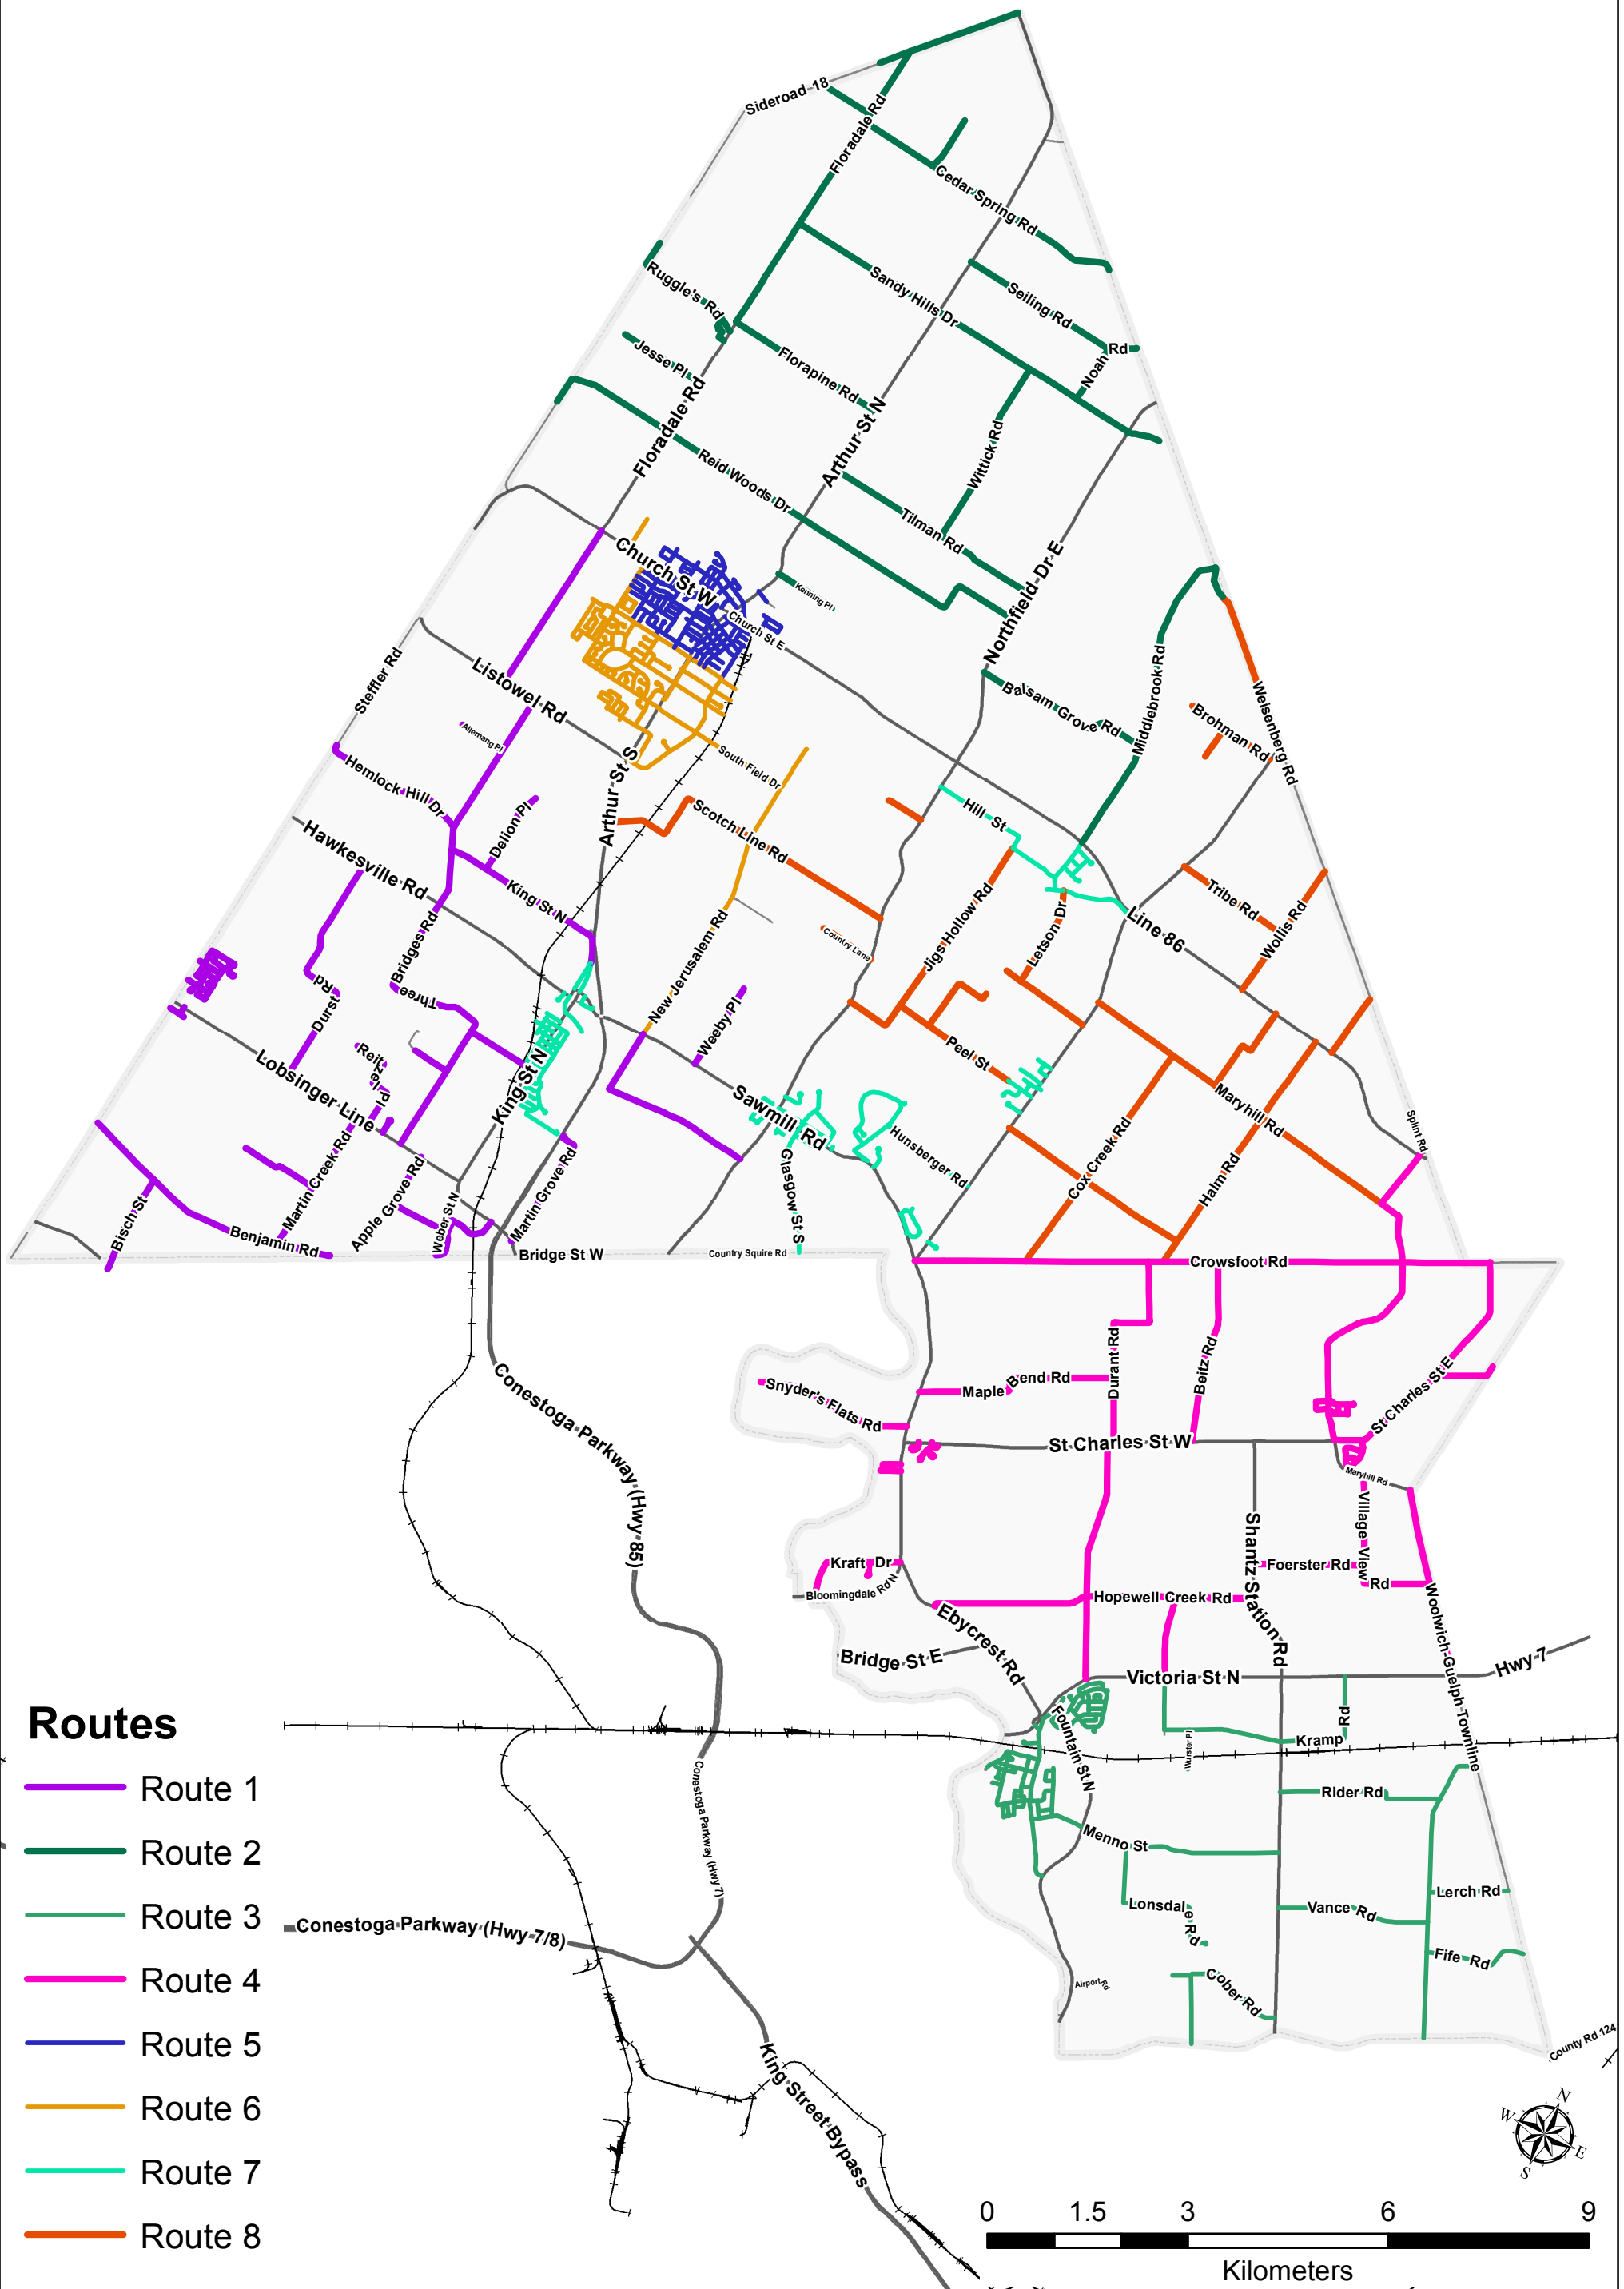 Sideroad 18
Floradale Rd
Cedar Spring Rd
Ruggle's Rd
Sandy Hills Dr
Seiling Rd
Noah Rd
Jesse Pl
Florapine Rd
Floradale Rd
Arthur St N
Wittick Rd
Reid Woods Dr
Tilman Rd
Church St W
Kenning Pl
Church St E
Northfield Dr E
Steffler Rd
Listowel Rd
Balsam Grove Rd
Middlebrook Rd
Weisenberg Rd
Brohman Rd
Allemang Pl
Arthur St S
South Field Dr
Hemlock Hill Dr
Delion Pl
Scotch Line Rd
Hill St
Hawkesville Rd
King St N
Jigs Hollow Rd
Letson Dr
Tribe Rd
Wollis Rd
Line 86
Bridges Rd
Three
Country Lane
New Jerusalem Rd
Durst Rd
Weeby Pl
Reitzel Pl
Peel St
Lobsinger Line
King St N
Sawmill Rd
Maryhill Rd
Splint Rd
Hunsberger Rd
Cox Creek Rd
Halm Rd
Glasgow St S
Martin Creek Rd
Apple Grove Rd
Weber St N
Martin Grove Rd
Bisch St
Benjamin Rd
Bridge St W
Country Squire Rd
Crowsfoot Rd
Durant Rd
Beitz Rd
Conestoga Parkway (Hwy 85)
Maple Bend Rd
Snyder's Flats Rd
St Charles St E
St Charles St W
Maryhill Rd
Village View Rd
Shantz Station Rd
Foerster Rd
Kraft Dr
Bloomingdale Rd N
Hopewell Creek Rd
Ebycrest Rd
Bridge St E
Woolwich-Guelph Townline
Victoria St N
Hwy 7
Fountain St N
Wurster Pl
Kramp Rd
Conestoga Parkway (Hwy 7)
Rider Rd
Menno St
Lonsdale Rd
Vance Rd
Lerch Rd
Fife Rd
Conestoga Parkway (Hwy 7/8)
Airport Rd
Cober Rd
County Rd 124
King Street Bypass
Routes
Route 1
Route 2
Route 3
Route 4
Route 5
Route 6
Route 7
Route 8
N
W
E
S
0 1.5 3 6 9
Kilometers